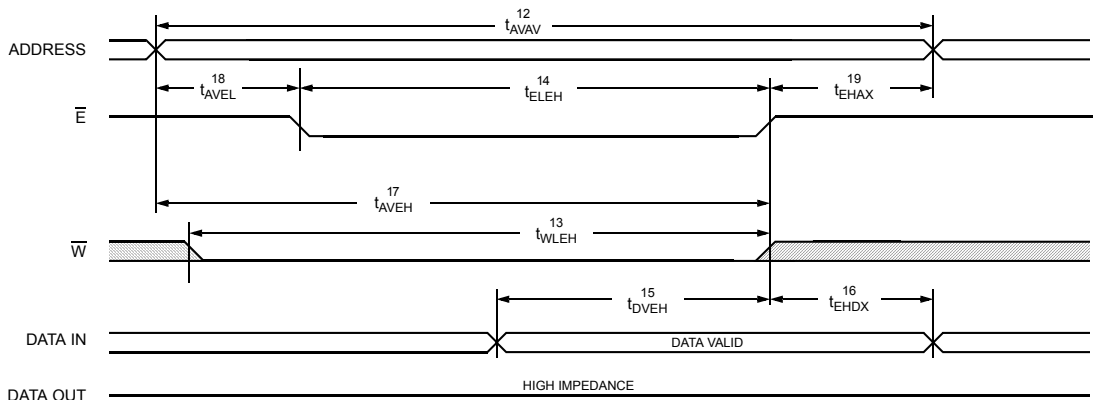 12
tAVAV
ADDRESS
18
tAVEL
14
tELEH
19
tEHAX
E
17
tAVEH
13
tWLEH
W
15
tDVEH
16
tEHDX
DATA IN
DATA VALID
HIGH IMPEDANCE
DATA OUT